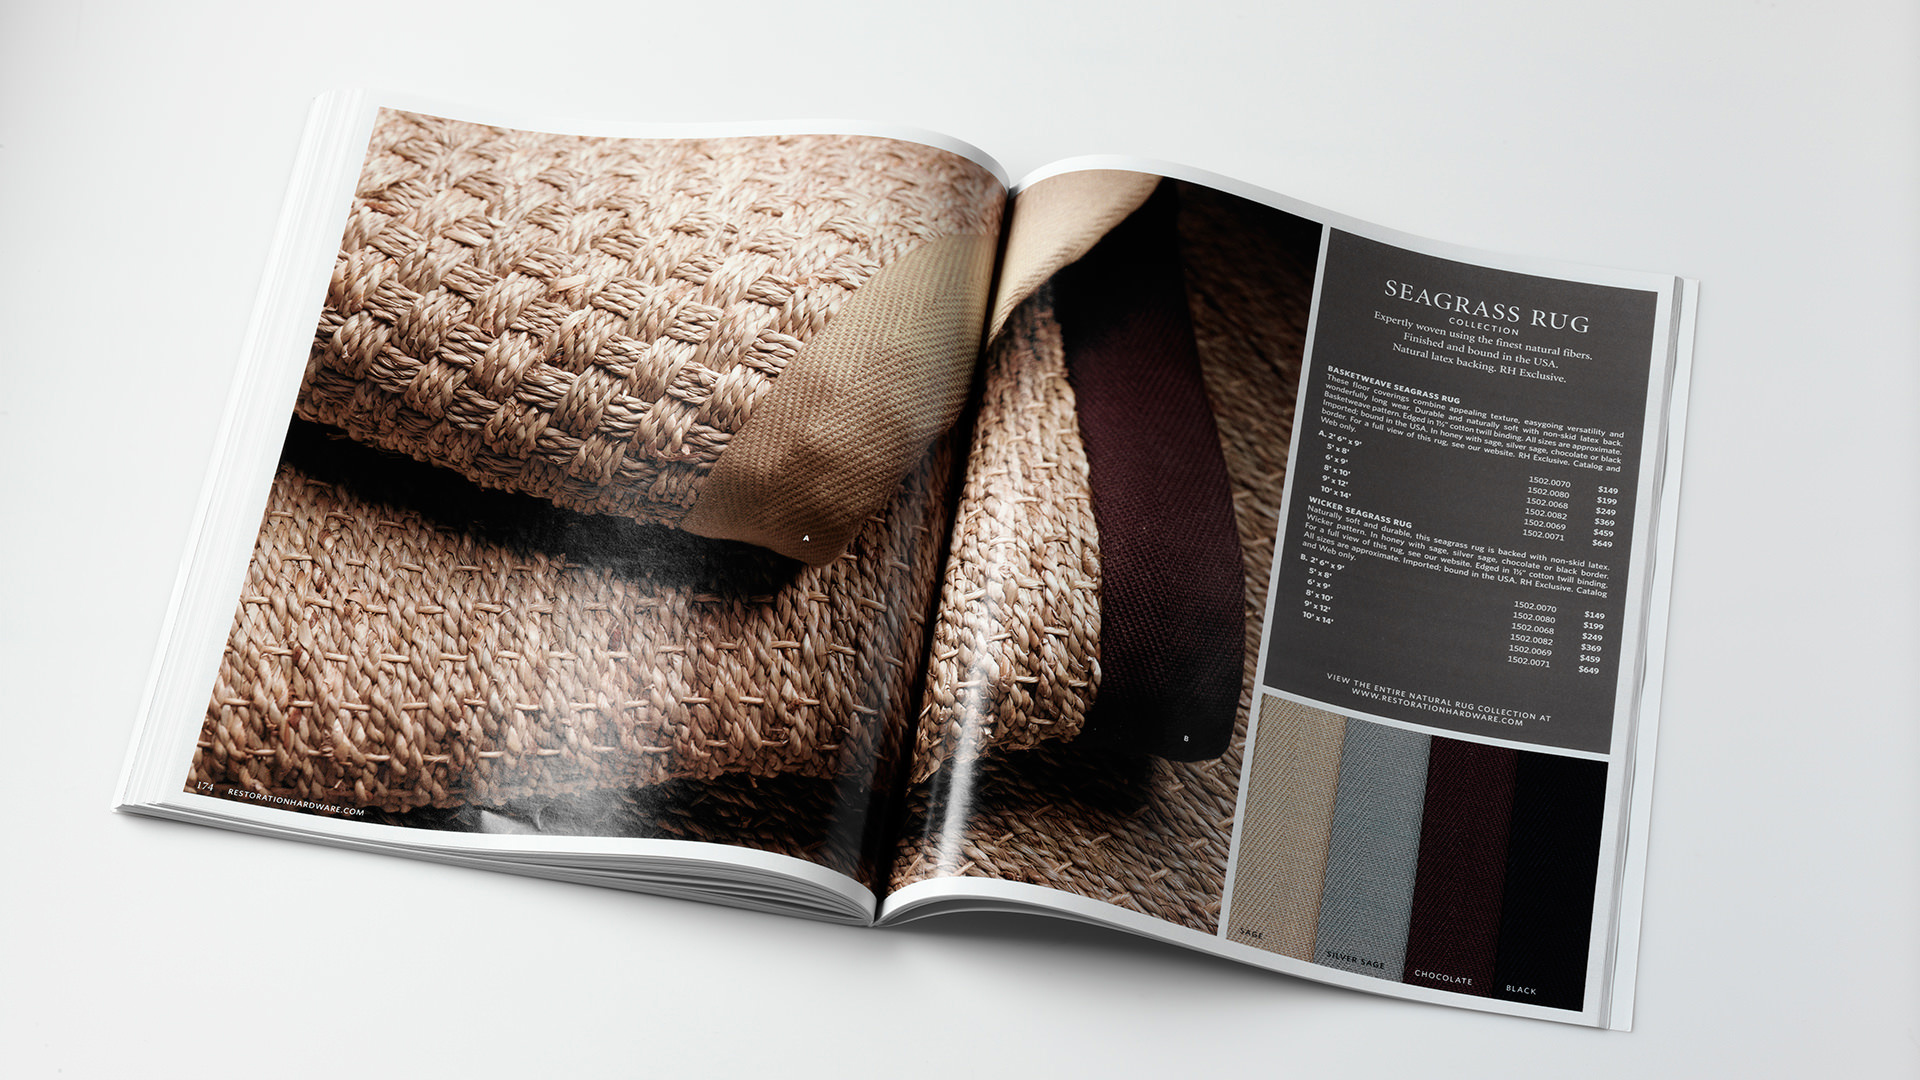 A
174 RESTORATIONHARDWARE.COM
B
SEAGRASS RUG
COLLECTION
Expertly woven using the finest natural fibers.
Finished and bound in the USA.
Natural latex backing. RH Exclusive.
BASKETWEAVE SEAGRASS RUG
These floor coverings combine appealing texture, easygoing versatility and
wonderfully long wear. Durable and naturally soft with non-skid latex back.
Basketweave pattern. Edged in 1½" cotton twill binding. All sizes are approximate.
Imported; bound in the USA. In honey with sage, silver sage, chocolate or black
border. For a full view of this rug, see our website. RH Exclusive. Catalog and
Web only.
A. 2' 6" x 9' 1502.0070 $149
5' x 8' 1502.0080 $199
6' x 9' 1502.0068 $249
8' x 10' 1502.0082 $369
9' x 12' 1502.0069 $459
10' x 14' 1502.0071 $649
WICKER SEAGRASS RUG
Naturally soft and durable, this seagrass rug is backed with non-skid latex.
Wicker pattern. In honey with sage, silver sage, chocolate or black border.
For a full view of this rug, see our website. Edged in 1½" cotton twill binding.
All sizes are approximate. Imported; bound in the USA. RH Exclusive. Catalog
and Web only.
B. 2' 6" x 9' 1502.0070 $149
5' x 8' 1502.0080 $199
6' x 9' 1502.0068 $249
8' x 10' 1502.0082 $369
9' x 12' 1502.0069 $459
10' x 14' 1502.0071 $649
VIEW THE ENTIRE NATURAL RUG COLLECTION AT
WWW.RESTORATIONHARDWARE.COM
SAGE
SILVER SAGE
CHOCOLATE
BLACK